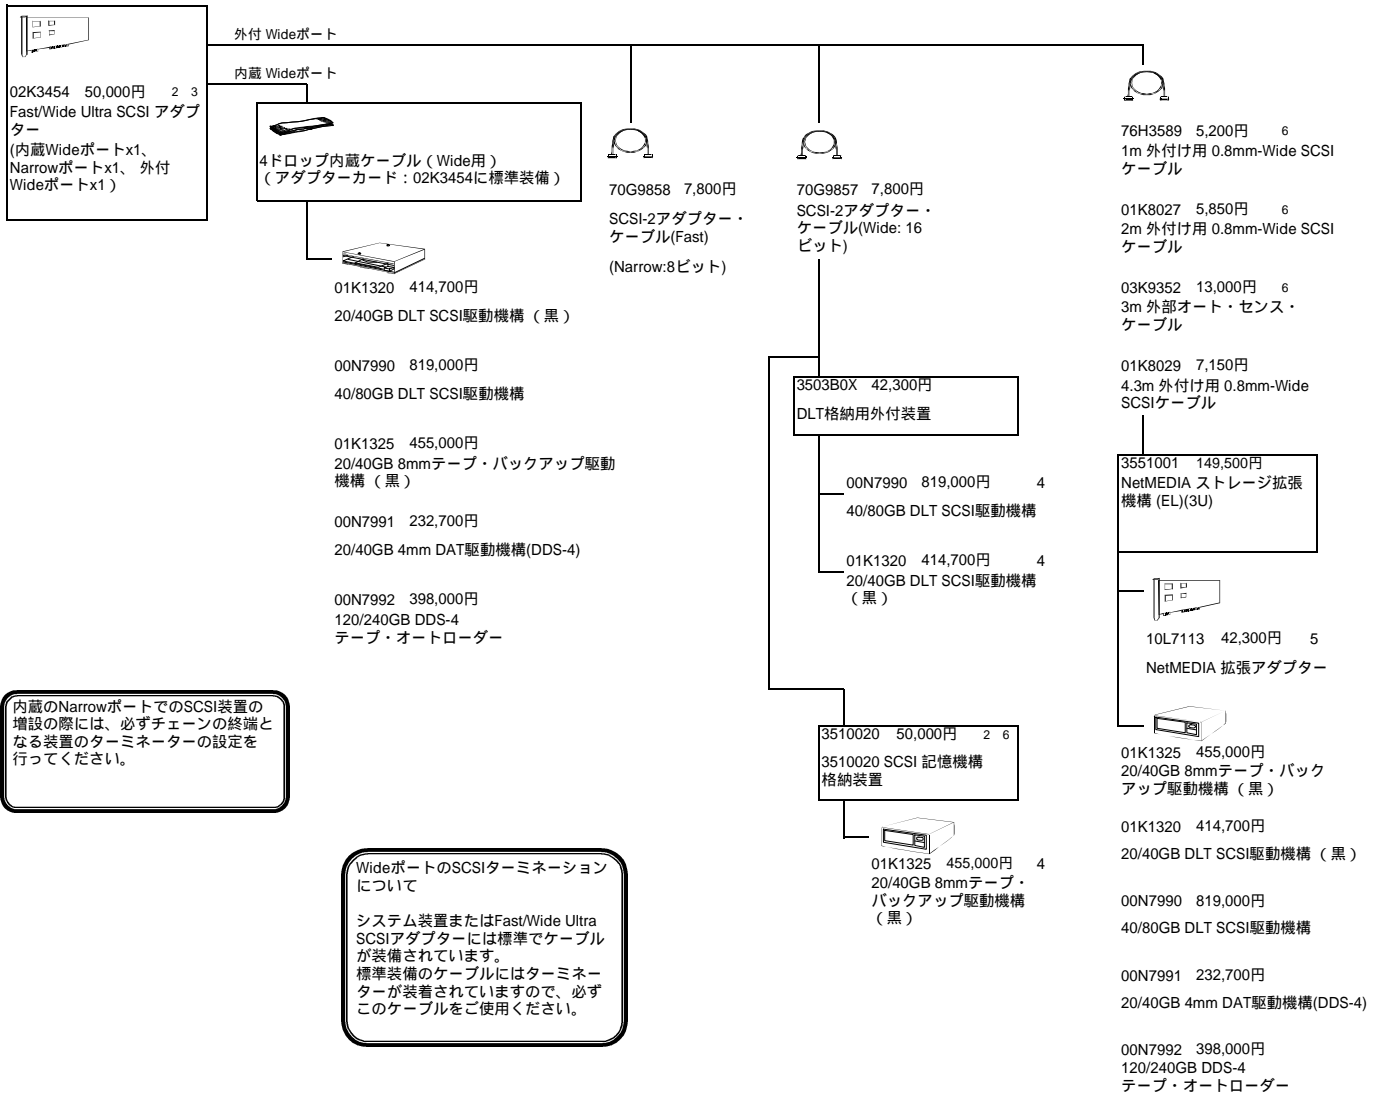 外付 Wideポート
内蔵 Wideポート
02K3454 50,000円 2 3
Fast/Wide Ultra SCSI アダプ
ター
(内蔵Wideポートx1、
Narrowポートx1、 外付
Wideポートx1 )
4ドロップ内蔵ケーブル ( Wide用 )
( アダプターカード : 02K3454に標準装備 )
01K1320 414,700円
20/40GB DLT SCSI駆動機構 ( 黒 )
00N7990 819,000円
40/80GB DLT SCSI駆動機構
01K1325 455,000円
20/40GB 8mmテープ・バックアップ駆動
機構 ( 黒 )
00N7991 232,700円
20/40GB 4mm DAT駆動機構(DDS-4)
00N7992 398,000円
120/240GB DDS-4
テープ・オートローダー
70G9858 7,800円
SCSI-2アダプター・
ケーブル(Fast)
(Narrow:8ビット)
70G9857 7,800円
SCSI-2アダプター・
ケーブル(Wide: 16
ビット)
3503B0X 42,300円
DLT格納用外付装置
00N7990 819,000円 4
40/80GB DLT SCSI駆動機構
01K1320 414,700円 4
20/40GB DLT SCSI駆動機構
( 黒 )
3510020 50,000円 2 6
3510020 SCSI 記憶機構
格納装置
01K1325 455,000円 4
20/40GB 8mmテープ・
バックアップ駆動機構
( 黒 )
76H3589 5,200円 6
1m 外付け用 0.8mm-Wide SCSI
ケーブル
01K8027 5,850円 6
2m 外付け用 0.8mm-Wide SCSI
ケーブル
03K9352 13,000円 6
3m 外部オート・センス・
ケーブル
01K8029 7,150円
4.3m 外付け用 0.8mm-Wide
SCSIケーブル
3551001 149,500円
NetMEDIA ストレージ拡張
機構 (EL)(3U)
10L7113 42,300円 5
NetMEDIA 拡張アダプター
01K1325 455,000円
20/40GB 8mmテープ・バック
アップ駆動機構 ( 黒 )
01K1320 414,700円
20/40GB DLT SCSI駆動機構 ( 黒 )
00N7990 819,000円
40/80GB DLT SCSI駆動機構
00N7991 232,700円
20/40GB 4mm DAT駆動機構(DDS-4)
00N7992 398,000円
120/240GB DDS-4
テープ・オートローダー
内蔵のNarrowポートでのSCSI装置の
増設の際には、必ずチェーンの終端と
なる装置のターミネーターの設定を
行ってください。
WideポートのSCSIターミネーション
について
システム装置またはFast/Wide Ultra
SCSIアダプターには標準でケーブル
が装備されています。
標準装備のケーブルにはターミネー
ターが装着されていますので、必ず
このケーブルをご使用ください。